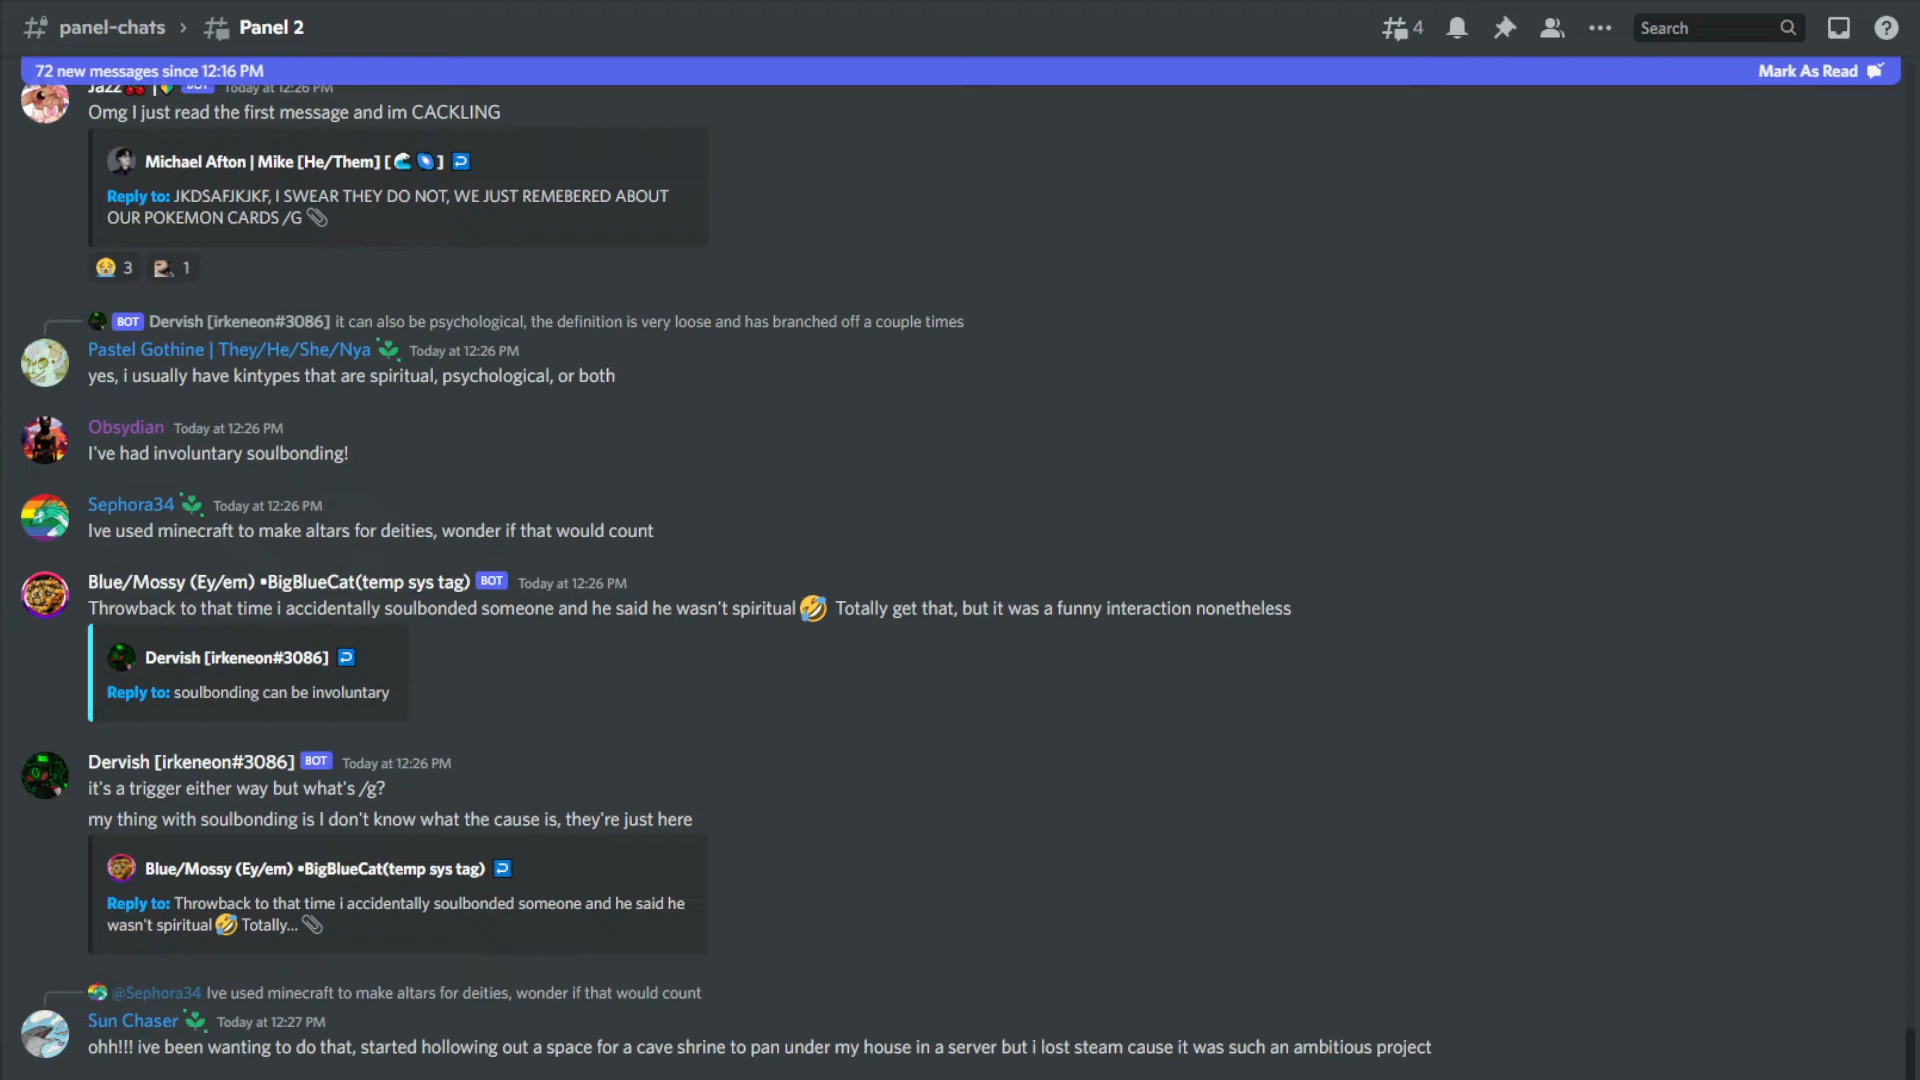 panel-chats › Panel 2
4
Search
72 new messages since 12:16 PM
Mark As Read
Jazz | BOT Today at 12:26 PM
Omg I just read the first message and im CACKLING
Michael Afton | Mike [He/Them] [ ]
Reply to: JKDSAFJKJKF, I SWEAR THEY DO NOT, WE JUST REMEBERED ABOUT
OUR POKEMON CARDS /G
3 1
BOT Dervish [irkeneon#3086] it can also be psychological, the definition is very loose and has branched off a couple times
Pastel Gothine | They/He/She/Nya Today at 12:26 PM
yes, i usually have kintypes that are spiritual, psychological, or both
Obsydian Today at 12:26 PM
I've had involuntary soulbonding!
Sephora34 Today at 12:26 PM
Ive used minecraft to make altars for deities, wonder if that would count
Blue/Mossy (Ey/em) •BigBlueCat(temp sys tag) BOT Today at 12:26 PM
Throwback to that time i accidentally soulbonded someone and he said he wasn't spiritual 🤣 Totally get that, but it was a funny interaction nonetheless
Dervish [irkeneon#3086]
Reply to: soulbonding can be involuntary
Dervish [irkeneon#3086] BOT Today at 12:26 PM
it's a trigger either way but what's /g?
my thing with soulbonding is I don't know what the cause is, they're just here
Blue/Mossy (Ey/em) •BigBlueCat(temp sys tag)
Reply to: Throwback to that time i accidentally soulbonded someone and he said he
wasn't spiritual 🤣 Totally...
@Sephora34 Ive used minecraft to make altars for deities, wonder if that would count
Sun Chaser Today at 12:27 PM
ohh!!! ive been wanting to do that, started hollowing out a space for a cave shrine to pan under my house in a server but i lost steam cause it was such an ambitious project